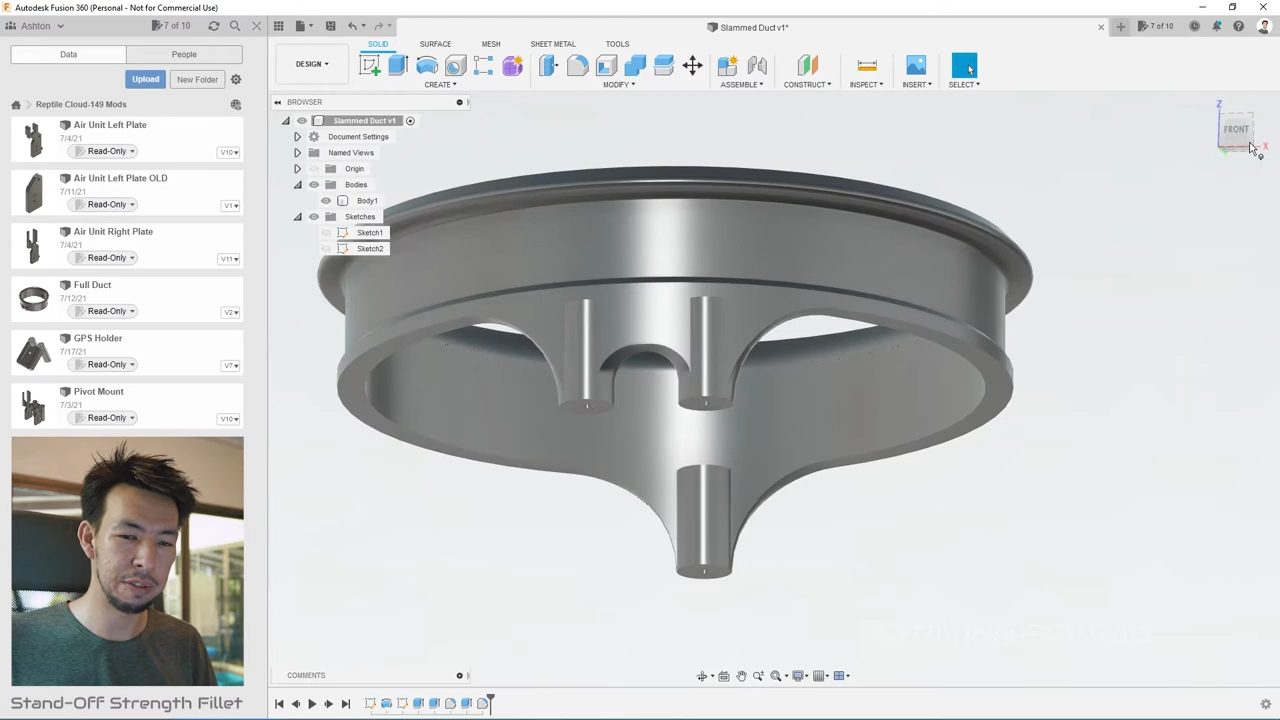 Autodesk Fusion 360 (Personal - Not for Commercial Use)
Ashton
7 of 10
Slammed Duct v1*
7 of 10
Data
People
Upload
New Folder
DESIGN
SOLID
SURFACE
MESH
SHEET METAL
TOOLS
CREATE
MODIFY
ASSEMBLE
CONSTRUCT
INSPECT
INSERT
SELECT
Reptile Cloud-149 Mods
Air Unit Left Plate
7/4/21
Read-Only
V10
Air Unit Left Plate OLD
7/11/21
Read-Only
V1
Air Unit Right Plate
7/4/21
Read-Only
V11
Full Duct
7/12/21
Read-Only
V2
GPS Holder
7/17/21
Read-Only
V7
Pivot Mount
7/3/21
Read-Only
V10
BROWSER
Slammed Duct v1
Document Settings
Named Views
Origin
Bodies
Body1
Sketches
Sketch1
Sketch2
Z
FRONT
X
COMMENTS
Stand-Off Strength Fillet